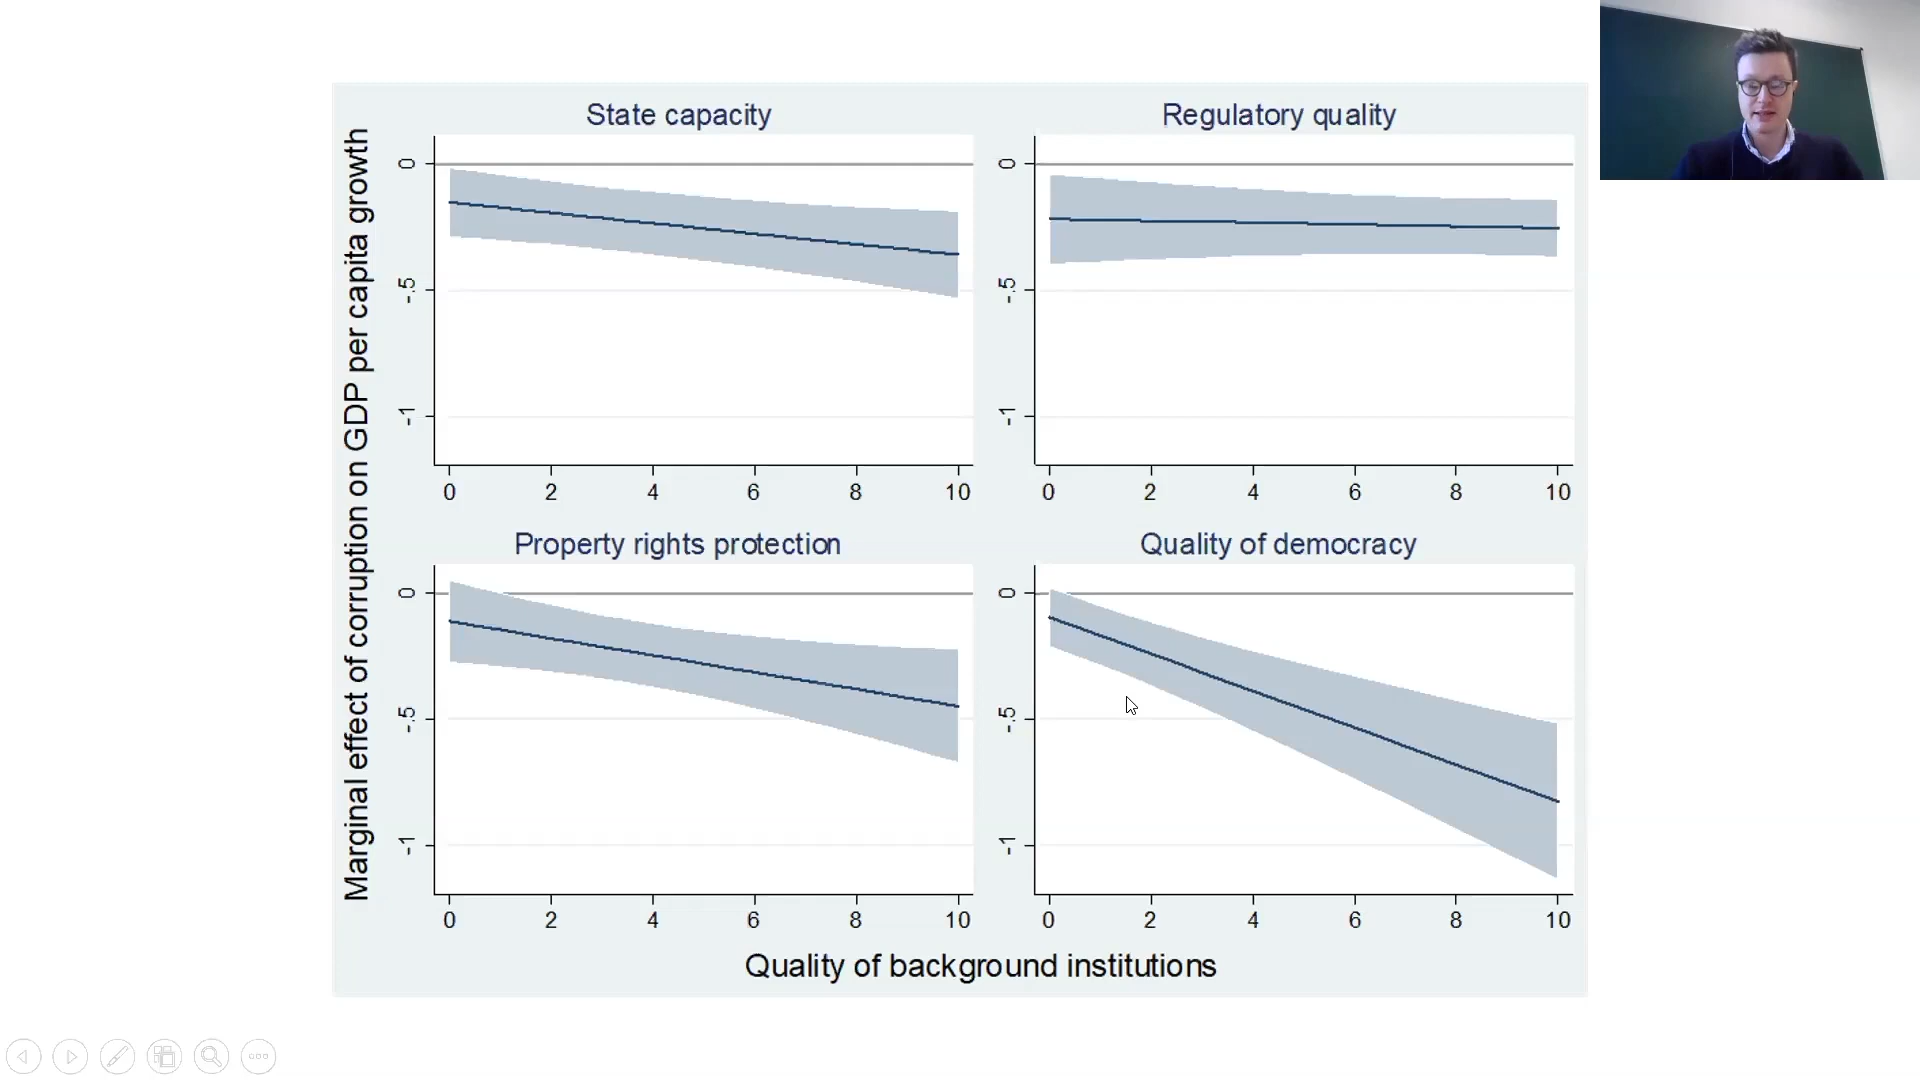 State capacity
0
-.5
-1
0 2 4 6 8 10
Regulatory quality
0
-.5
-1
0 2 4 6 8 10
Property rights protection
0
-.5
-1
0 2 4 6 8 10
Quality of democracy
0
-.5
-1
0 2 4 6 8 10
Marginal effect of corruption on GDP per capita growth
Quality of background institutions